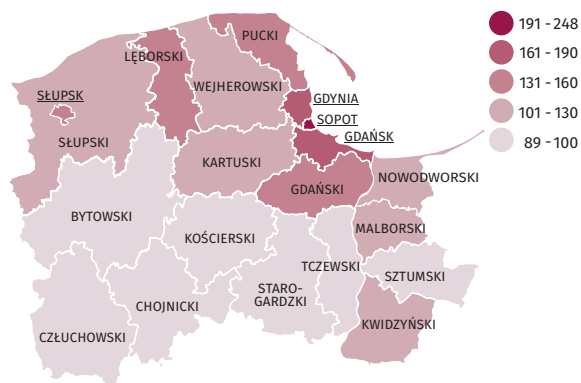 PUCKI
191 - 248
161 - 190
131 - 160
101 - 130
89 - 100
LĘBORSKI
WEJHEROWSKI
SŁUPSK
GDYNIA
SOPOT
GDAŃSK
SŁUPSKI
KARTUSKI
GDAŃSKI
NOWODWORSKI
BYTOWSKI
KOŚCIERSKI
MALBORSKI
TCZEWSKI
SZTUMSKI
STARO-
GARDZKI
CHOJNICKI
KWIDZYŃSKI
CZŁUCHOWSKI